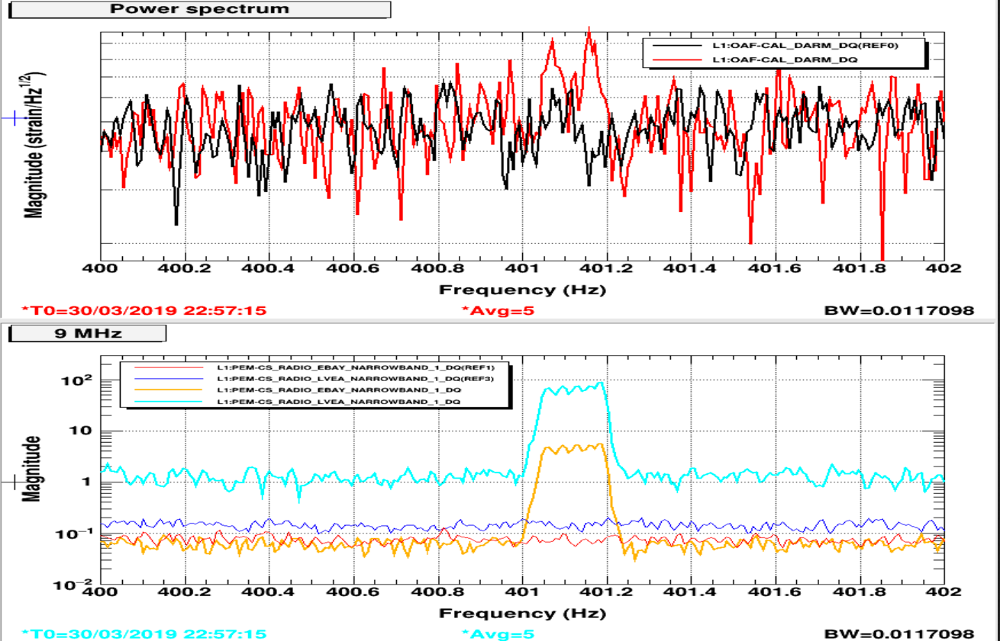 Power spectrum
Magnitude (strain/Hz1/2)
L1:OAF-CAL_DARM_DQ(REF0)
L1:OAF-CAL_DARM_DQ
400 400.2 400.4 400.6 400.8 401 401.2 401.4 401.6 401.8 402
Frequency (Hz)
*T0=30/03/2019 22:57:15 *Avg=5 BW=0.0117098
9 MHz
Magnitude
L1:PEM-CS_RADIO_EBAY_NARROWBAND_1_DQ(REF1)
L1:PEM-CS_RADIO_LVEA_NARROWBAND_1_DQ(REF3)
L1:PEM-CS_RADIO_EBAY_NARROWBAND_1_DQ
L1:PEM-CS_RADIO_LVEA_NARROWBAND_1_DQ
10²
10
1
10⁻¹
10⁻²
400 400.2 400.4 400.6 400.8 401 401.2 401.4 401.6 401.8 402
Frequency (Hz)
*T0=30/03/2019 22:57:15 *Avg=5 BW=0.0117098